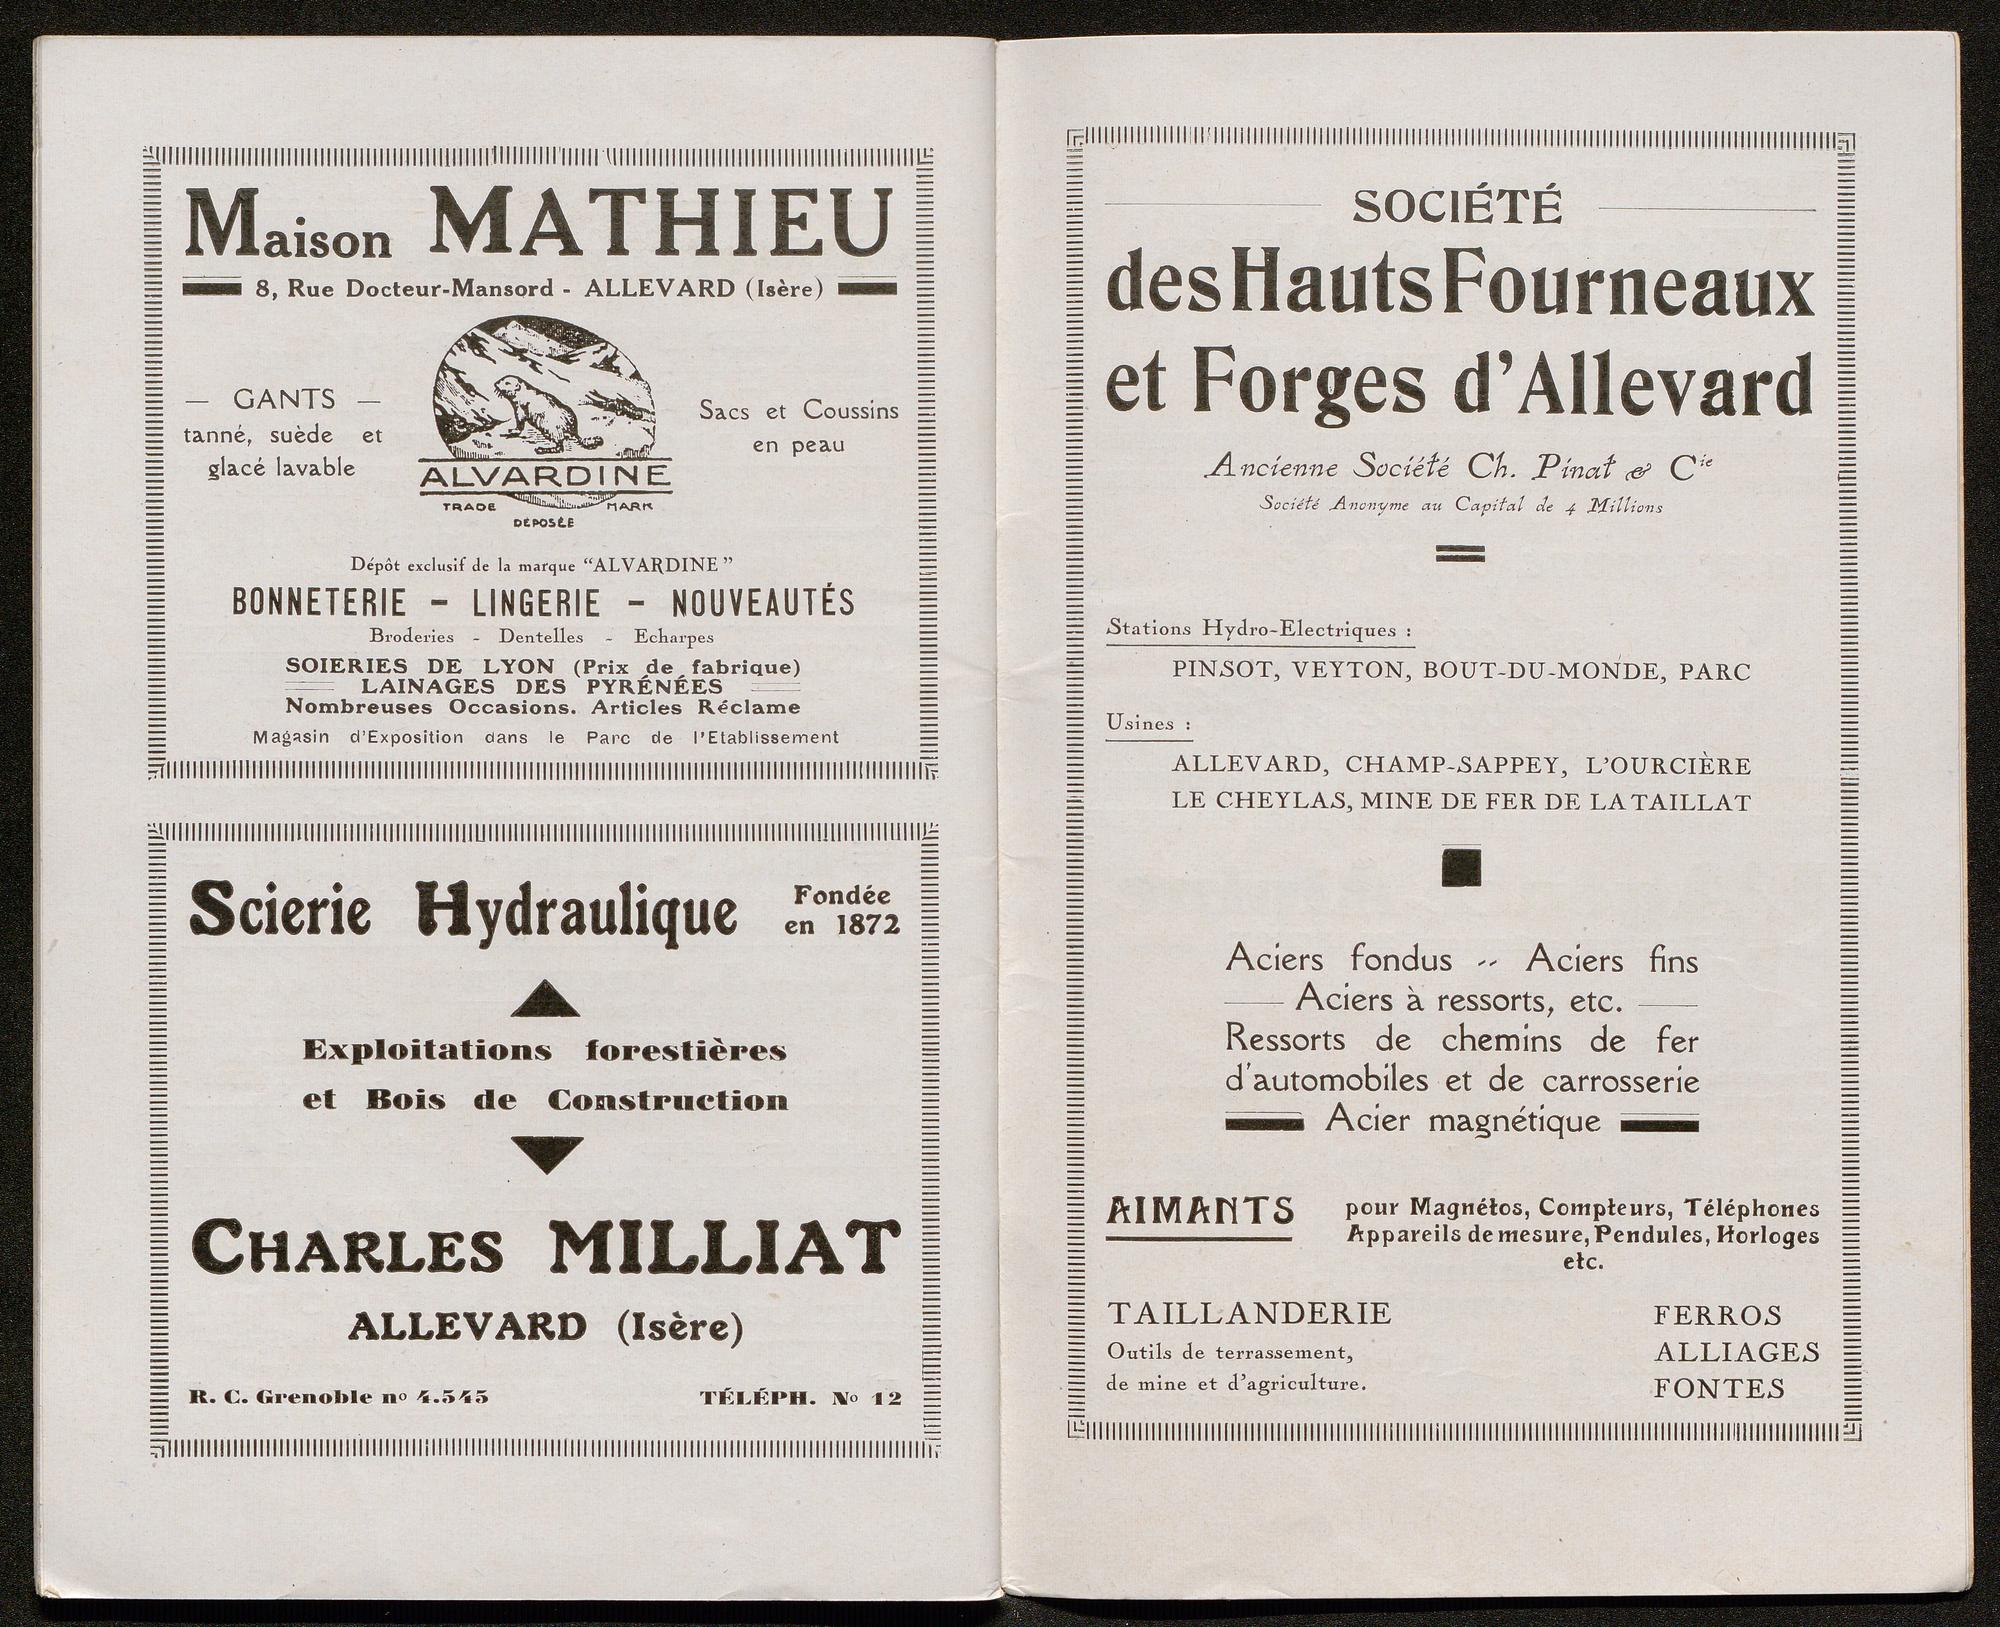 Maison MATHIEU
8, Rue Docteur-Mansord - ALLEVARD (Isère)
— GANTS —
tanné, suède et
glacé lavable
ALVARDINE
TRADE MARK
DÉPOSÉE
Sacs et Coussins
en peau
Dépôt exclusif de la marque “ALVARDINE”
BONNETERIE - LINGERIE - NOUVEAUTÉS
Broderies - Dentelles - Echarpes
SOIERIES DE LYON (Prix de fabrique)
LAINAGES DES PYRÉNÉES
Nombreuses Occasions. Articles Réclame
Magasin d'Exposition dans le Parc de l'Etablissement
Scierie Hydraulique
Fondée
en 1872
Exploitations forestières
et Bois de Construction
CHARLES MILLIAT
ALLEVARD (Isère)
R. C. Grenoble nº 4.545
TÉLÉPH. Nº 12
SOCIÉTÉ
des Hauts Fourneaux
et Forges d'Allevard
Ancienne Société Ch. Pinat & Cie
Société Anonyme au Capital de 4 Millions
Stations Hydro-Electriques :
PINSOT, VEYTON, BOUT-DU-MONDE, PARC
Usines :
ALLEVARD, CHAMP-SAPPEY, L'OURCIÈRE
LE CHEYLAS, MINE DE FER DE LA TAILLAT
Aciers fondus -- Aciers fins
Aciers à ressorts, etc.
Ressorts de chemins de fer
d'automobiles et de carrosserie
Acier magnétique
AIMANTS
pour Magnétos, Compteurs, Téléphones
Appareils de mesure, Pendules, Horloges
etc.
TAILLANDERIE
Outils de terrassement,
de mine et d'agriculture.
FERROS
ALLIAGES
FONTES